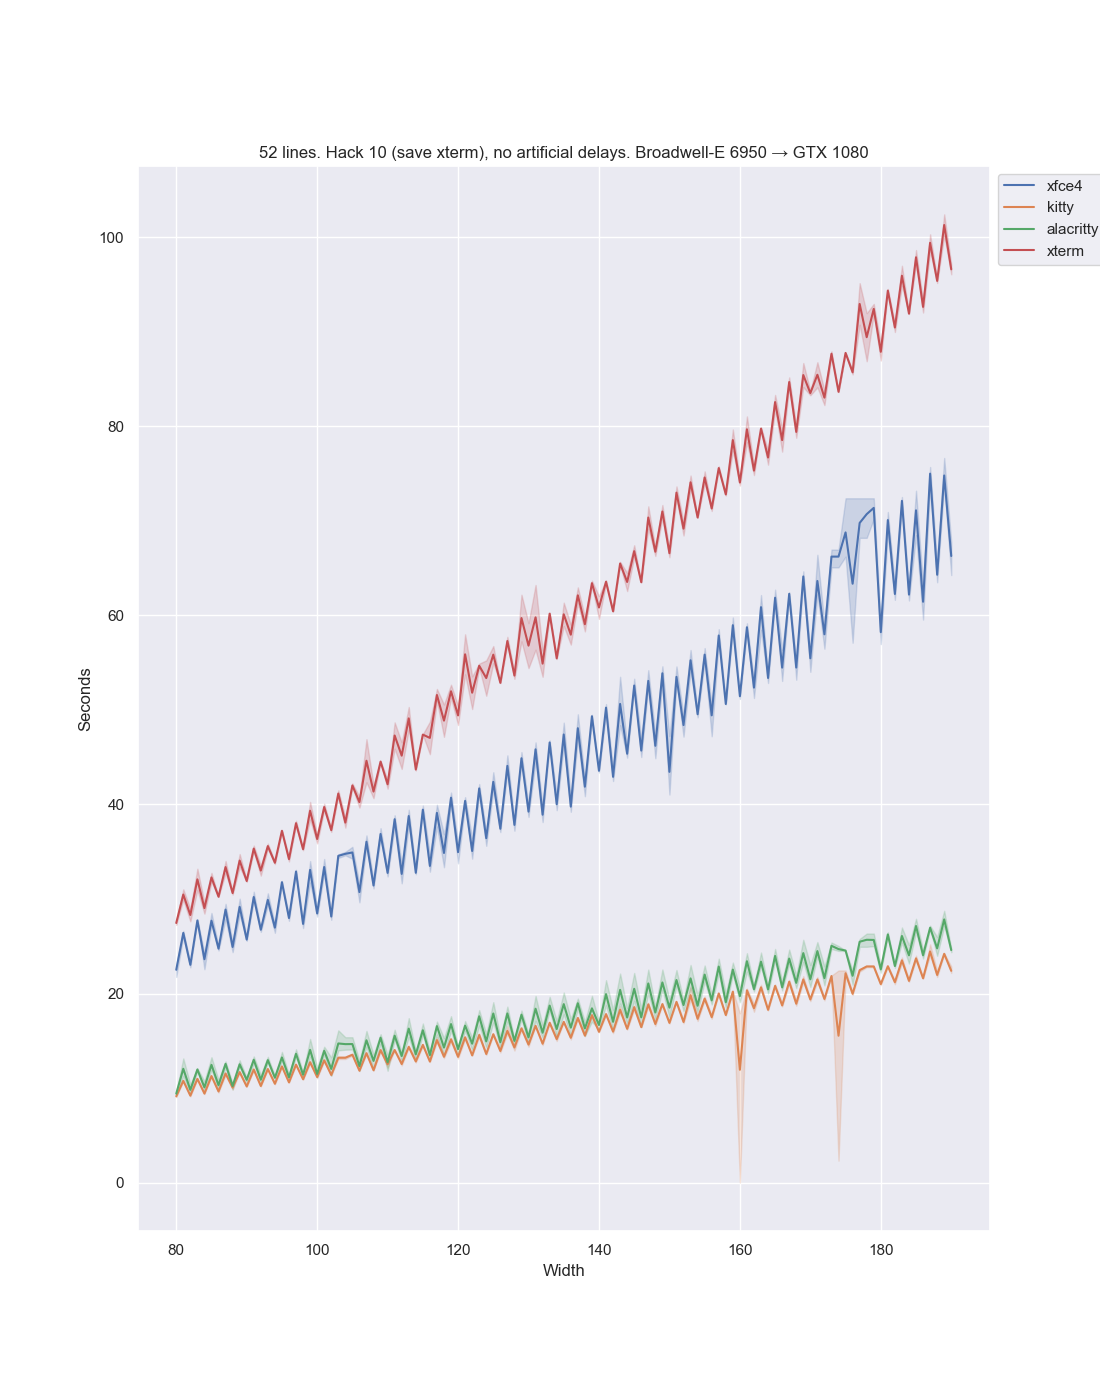 52 lines. Hack 10 (save xterm), no artificial delays. Broadwell-E 6950 → GTX 1080
xfce4
kitty
alacritty
xterm
100
80
60
40
20
0
Seconds
80
100
120
140
160
180
Width